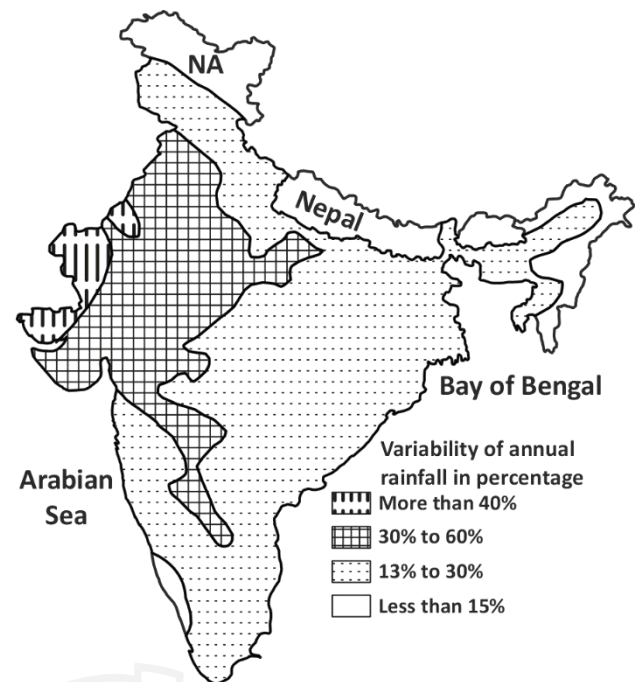 NA
Nepal
Bay of Bengal
Arabian
Sea
Variability of annual
rainfall in percentage
More than 40%
30% to 60%
13% to 30%
Less than 15%